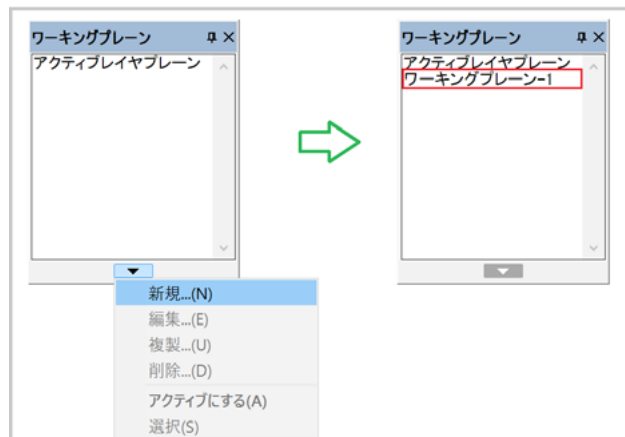 ワーキングプレーン
アクティブレイヤプレーン
新規...(N)
編集...(E)
複製...(U)
削除...(D)
アクティブにする(A)
選択(S)
ワーキングプレーン
アクティブレイヤプレーン
ワーキングプレーン-1